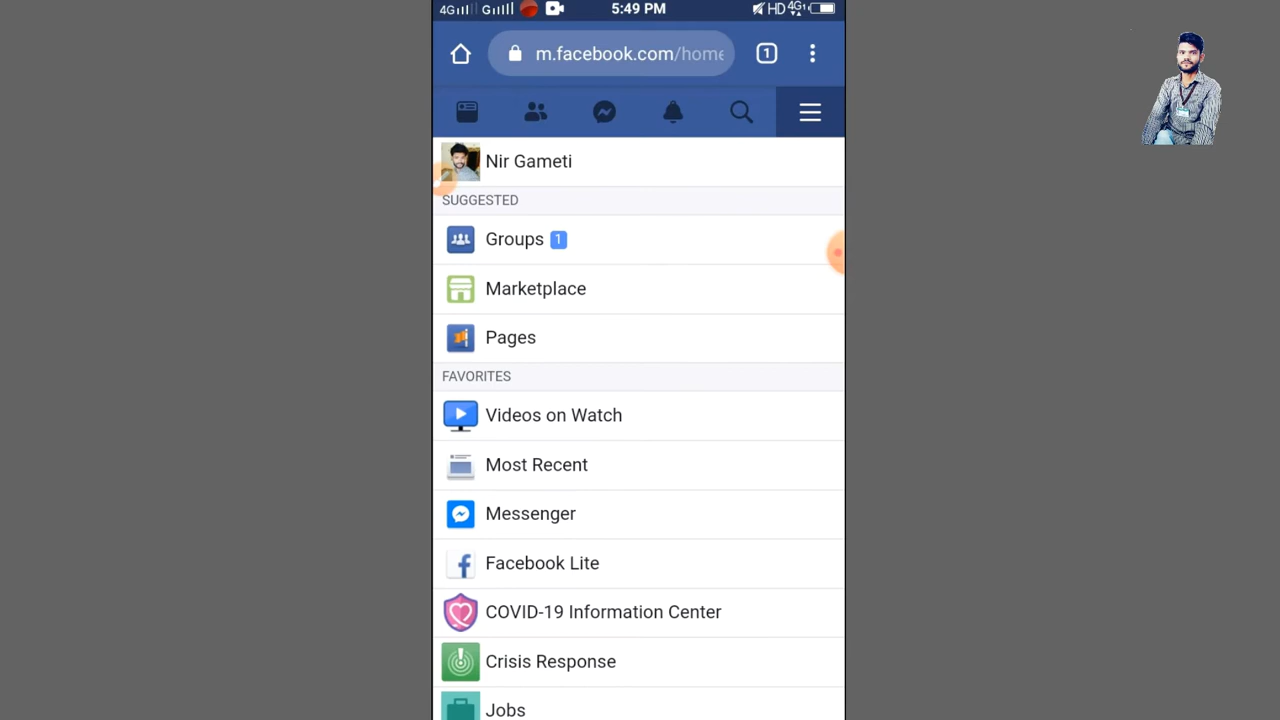 4G G 5:49 PM HD 4G
m.facebook.com/home 1
Nir Gameti
SUGGESTED
Groups 1
Marketplace
Pages
FAVORITES
Videos on Watch
Most Recent
Messenger
Facebook Lite
COVID-19 Information Center
Crisis Response
Jobs